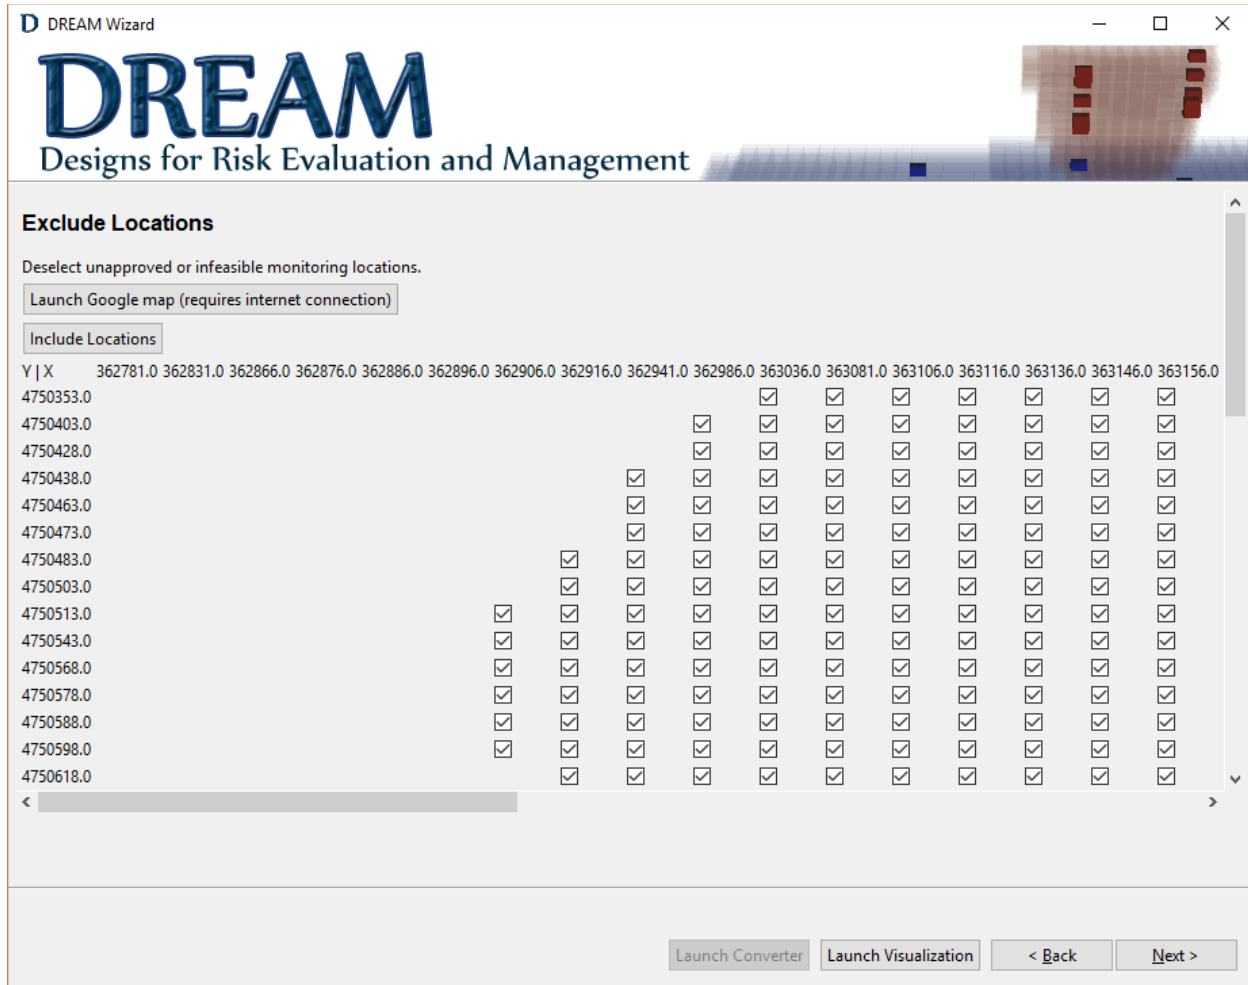 D DREAM Wizard
DREAM
Designs for Risk Evaluation and Management
Exclude Locations
Deselect unapproved or infeasible monitoring locations.
Launch Google map (requires internet connection)
Include Locations
Y | X 362781.0 362831.0 362866.0 362876.0 362886.0 362896.0 362906.0 362916.0 362941.0 362986.0 363036.0 363081.0 363106.0 363116.0 363136.0 363146.0 363156.0
4750353.0
4750403.0
4750428.0
4750438.0
4750463.0
4750473.0
4750483.0
4750503.0
4750513.0
4750543.0
4750568.0
4750578.0
4750588.0
4750598.0
4750618.0
Launch Converter Launch Visualization < Back Next >